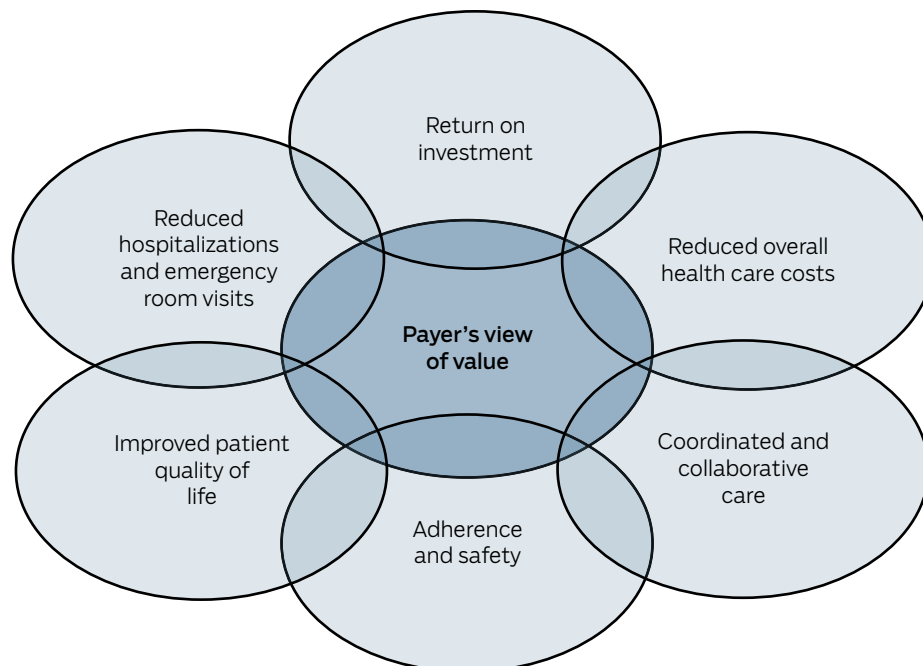 Return on
investment
Reduced
hospitalizations
and emergency
room visits
Reduced overall
health care costs
Payer’s view
of value
Improved patient
quality of
life
Coordinated and
collaborative
care
Adherence
and safety